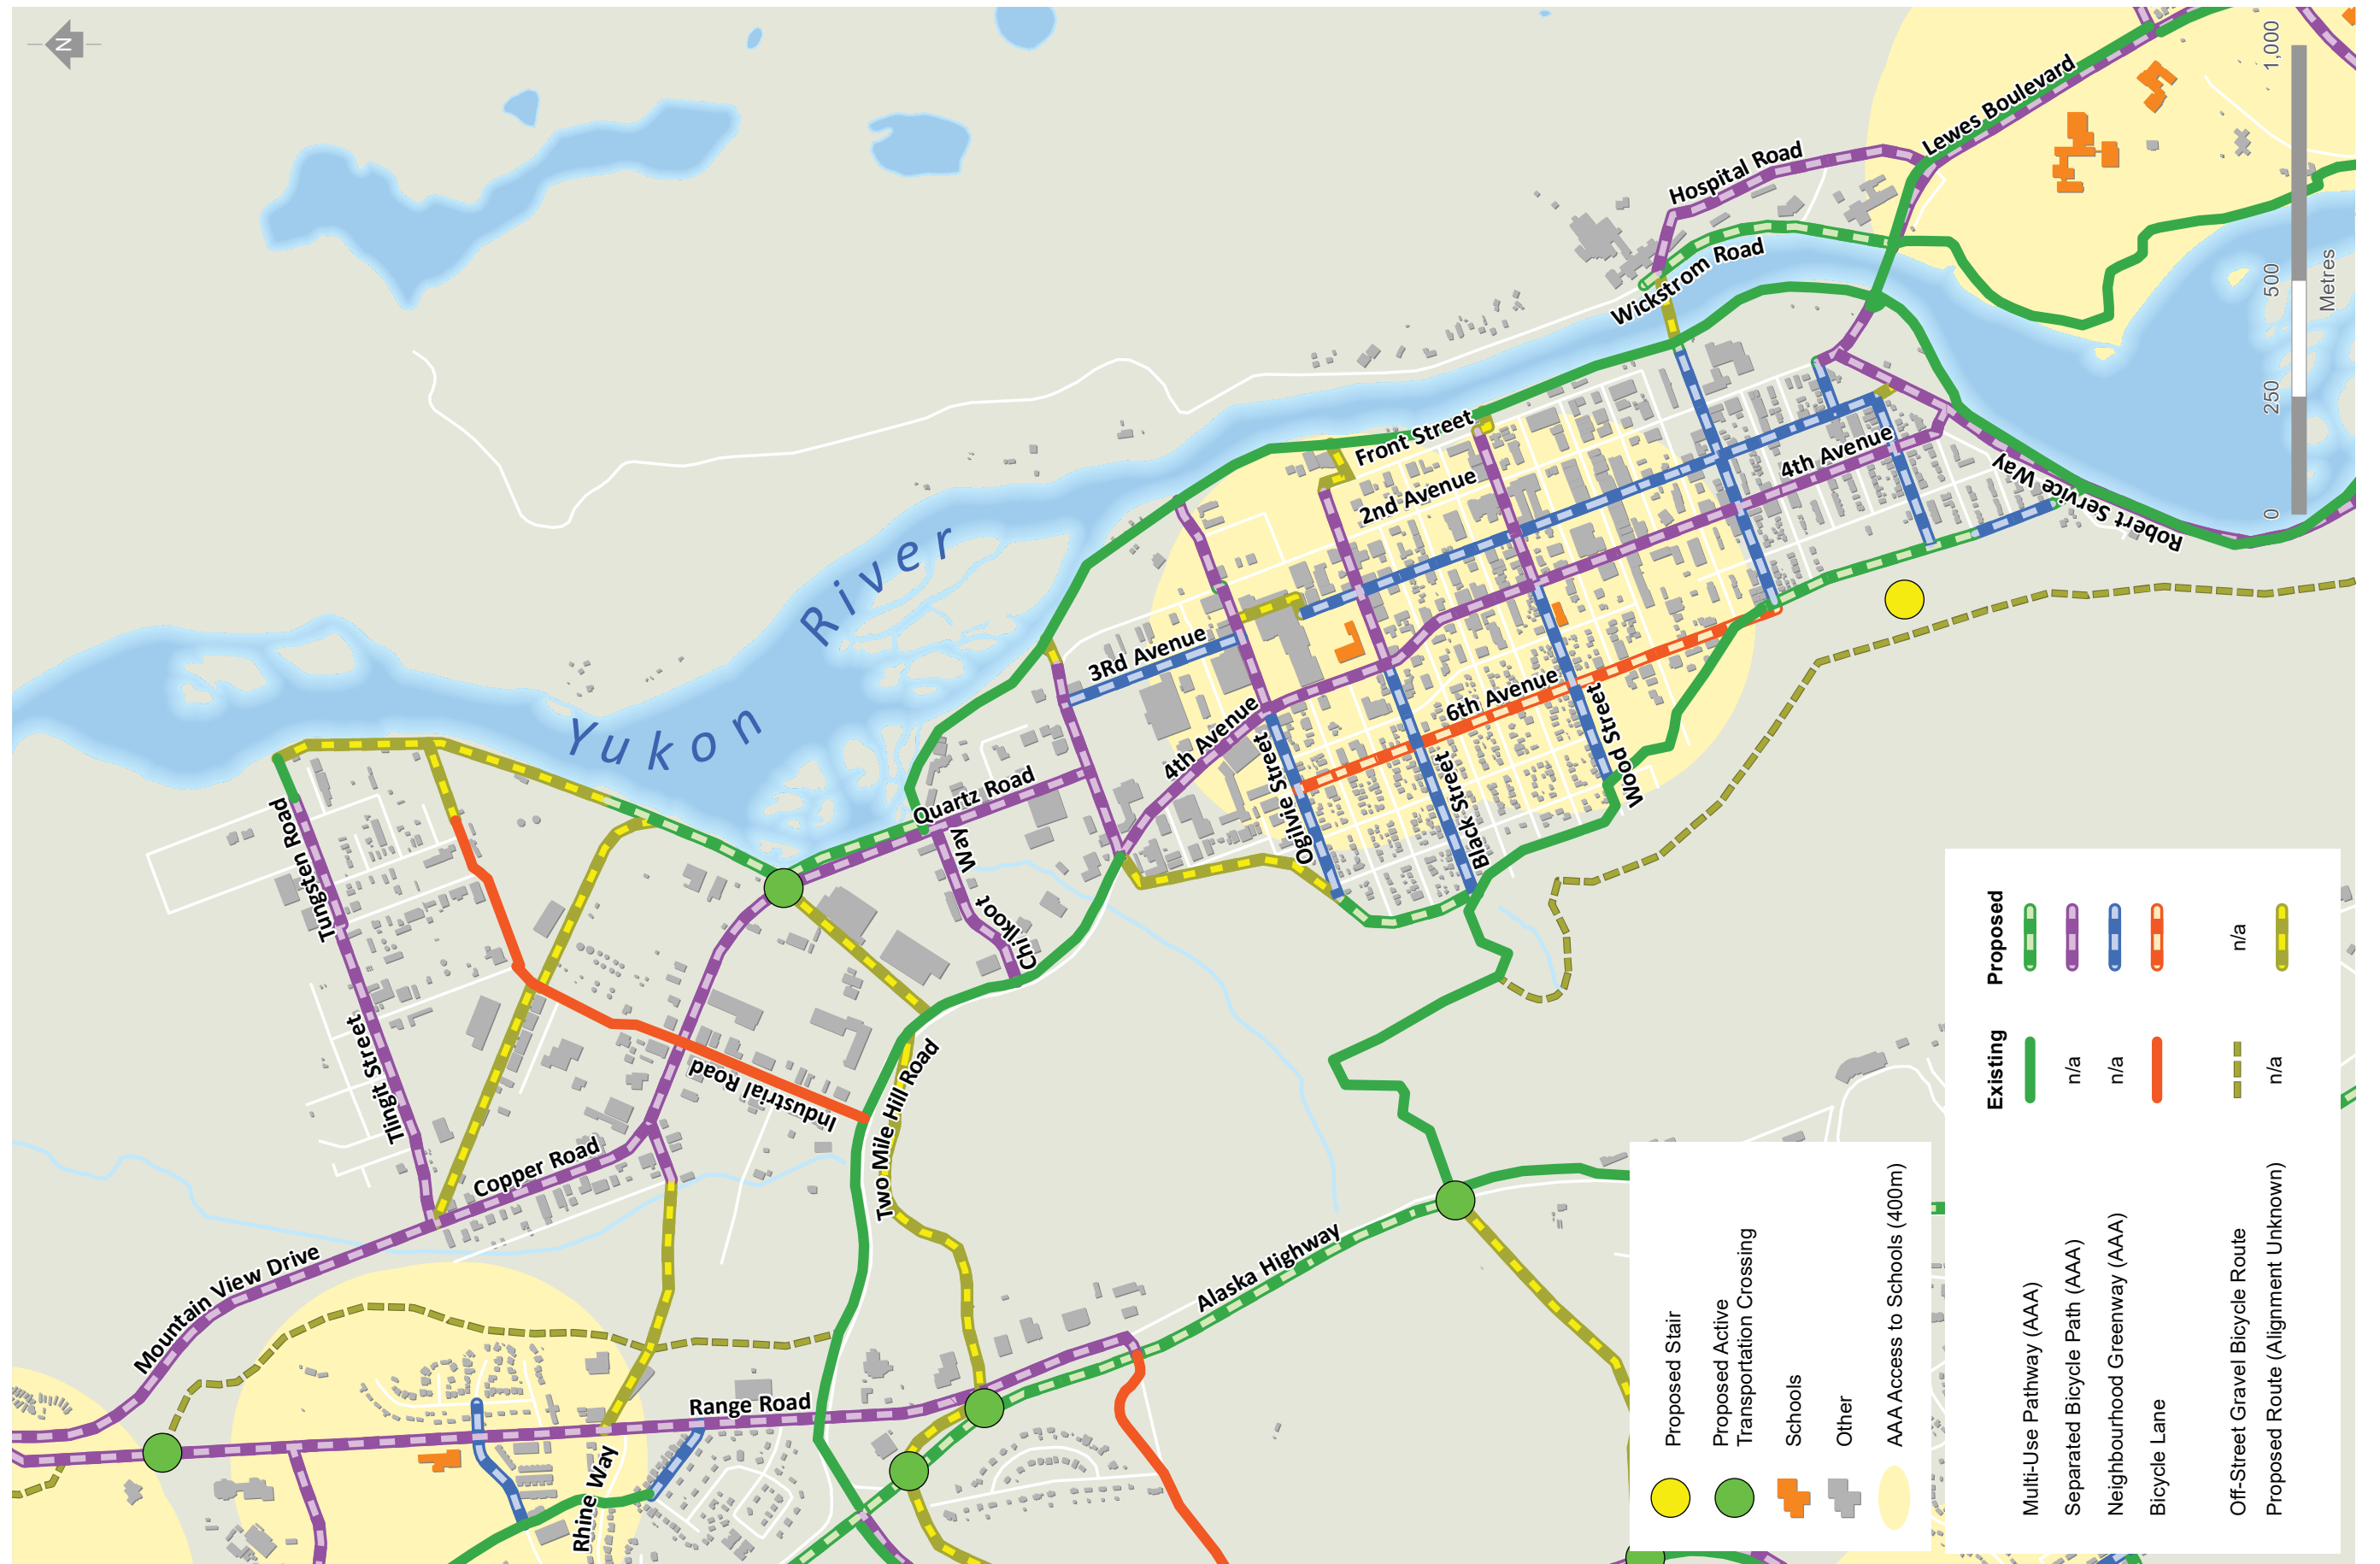 N
Yukon River
Mountain View Drive
Tlingit Street
Tungsten Road
Copper Road
Industrial Road
Two Mile Hill Road
Range Road
Rhine Way
Alaska Highway
Chilkoot Way
Quartz Road
3Rd Avenue
4th Avenue
Ogilvie Street
Black Street
6th Avenue
Wood Street
Front Street
2nd Avenue
4th Avenue
Wickstrom Road
Hospital Road
Lewes Boulevard
Robert Service Way
0 250 500 1,000
Metres
Proposed Stair
Proposed Active
Transportation Crossing
Schools
Other
AAA Access to Schools (400m)
Existing Proposed
Multi-Use Pathway (AAA)
Separated Bicycle Path (AAA) n/a
Neighbourhood Greenway (AAA) n/a
Bicycle Lane
Off-Street Gravel Bicycle Route n/a
Proposed Route (Alignment Unknown) n/a